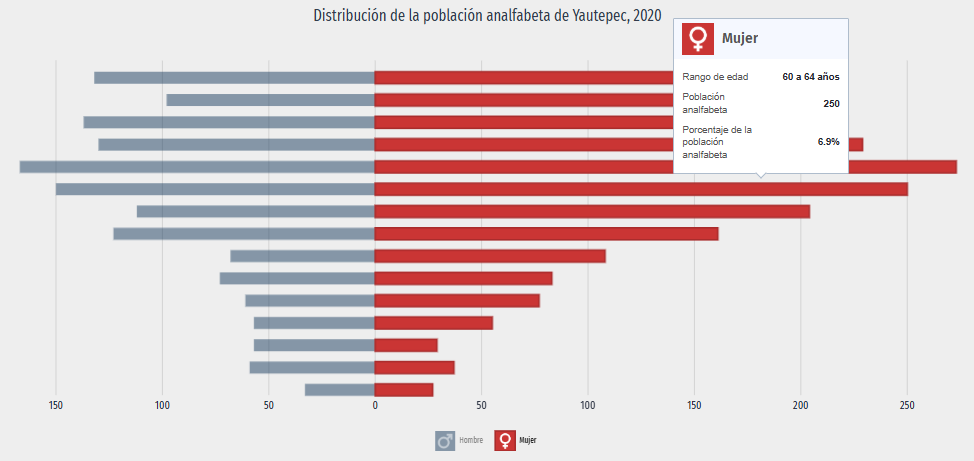 Distribución de la población analfabeta de Yautepec, 2020
Mujer
Rango de edad 60 a 64 años
Población
analfabeta 250
Porcentaje de la
población
analfabeta 6.9%
150 100 50 0 50 100 150 200 250
Hombre Mujer